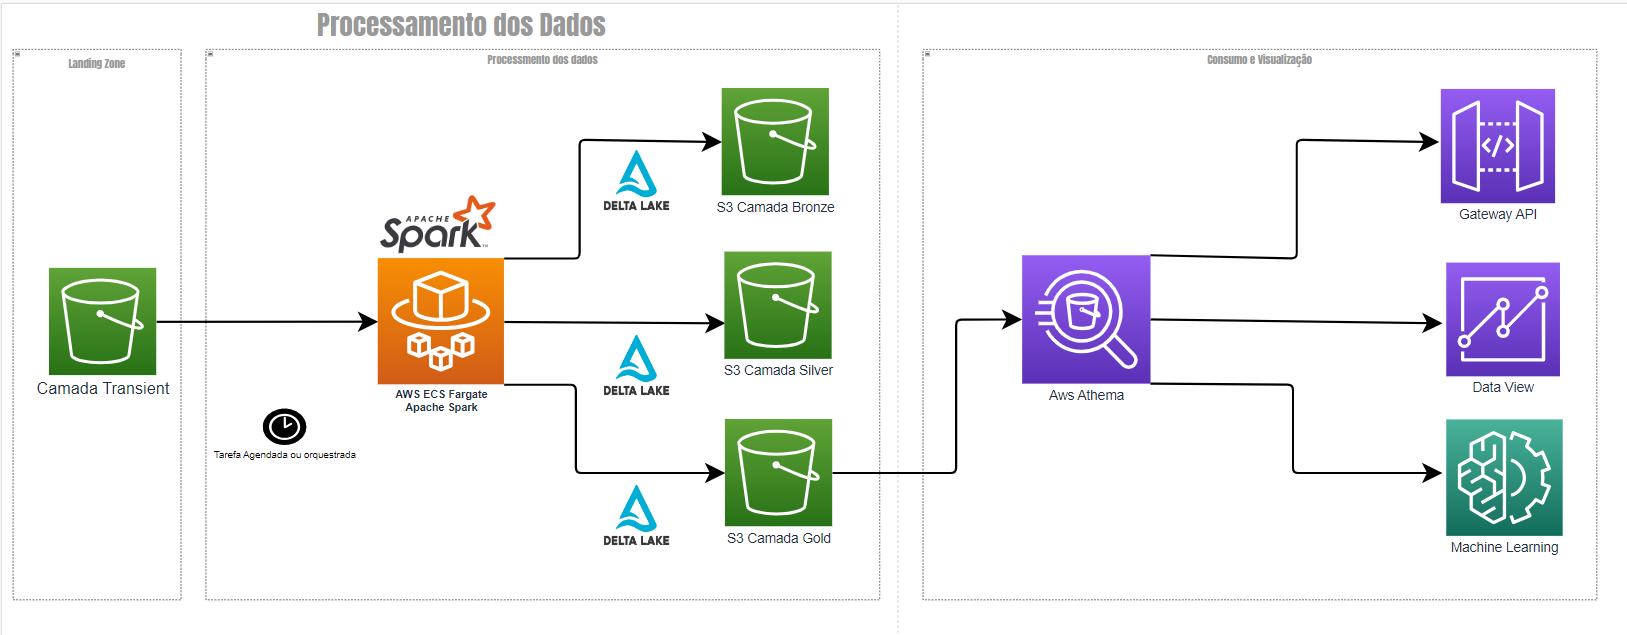 Processamento dos Dados
Landing Zone
Processmento dos dados
Consumo e Visualização
Camada Transient
APACHE
Spark
AWS ECS Fargate
Apache Spark
Tarefa Agendada ou orquestrada
DELTA LAKE
S3 Camada Bronze
DELTA LAKE
S3 Camada Silver
DELTA LAKE
S3 Camada Gold
Aws Athema
</>
Gateway API
Data View
Machine Learning